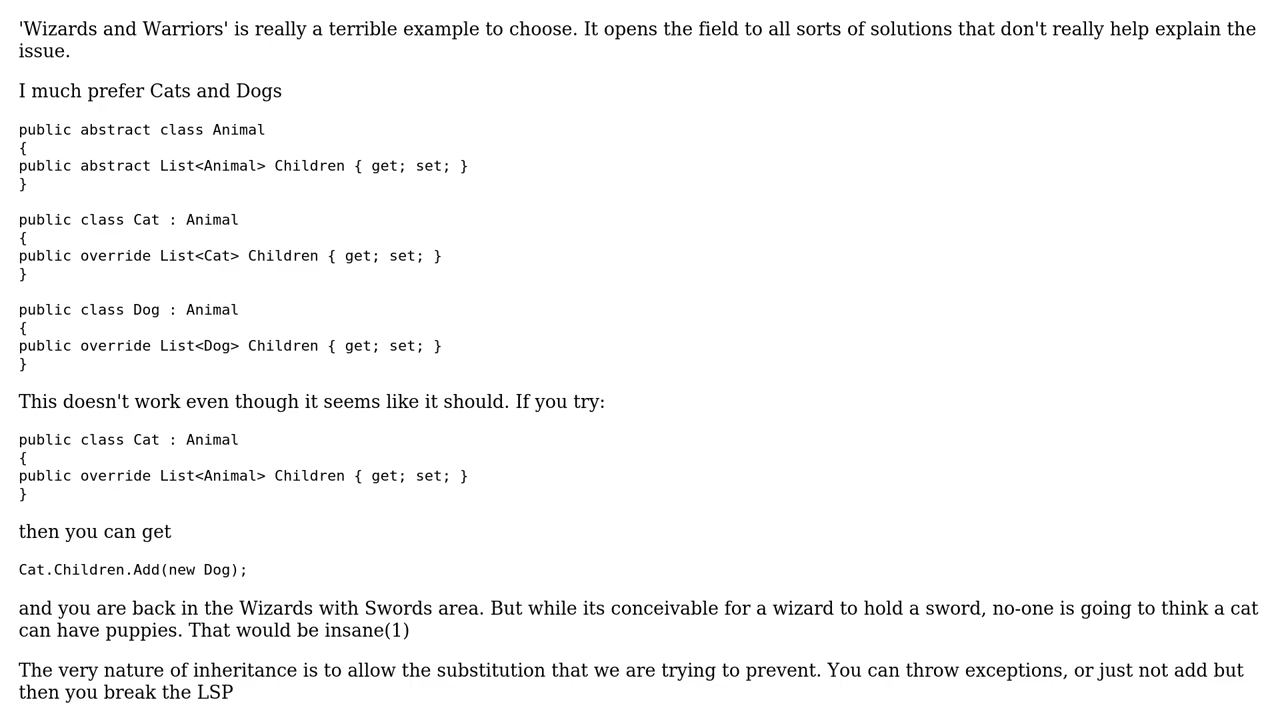 'Wizards and Warriors' is really a terrible example to choose. It opens the field to all sorts of solutions that don't really help explain the
issue.
I much prefer Cats and Dogs
public abstract class Animal
{
public abstract List<Animal> Children { get; set; }
}
public class Cat : Animal
{
public override List<Cat> Children { get; set; }
}
public class Dog : Animal
{
public override List<Dog> Children { get; set; }
}
This doesn't work even though it seems like it should. If you try:
public class Cat : Animal
{
public override List<Animal> Children { get; set; }
}
then you can get
Cat.Children.Add(new Dog);
and you are back in the Wizards with Swords area. But while its conceivable for a wizard to hold a sword, no-one is going to think a cat
can have puppies. That would be insane(1)
The very nature of inheritance is to allow the substitution that we are trying to prevent. You can throw exceptions, or just not add but
then you break the LSP